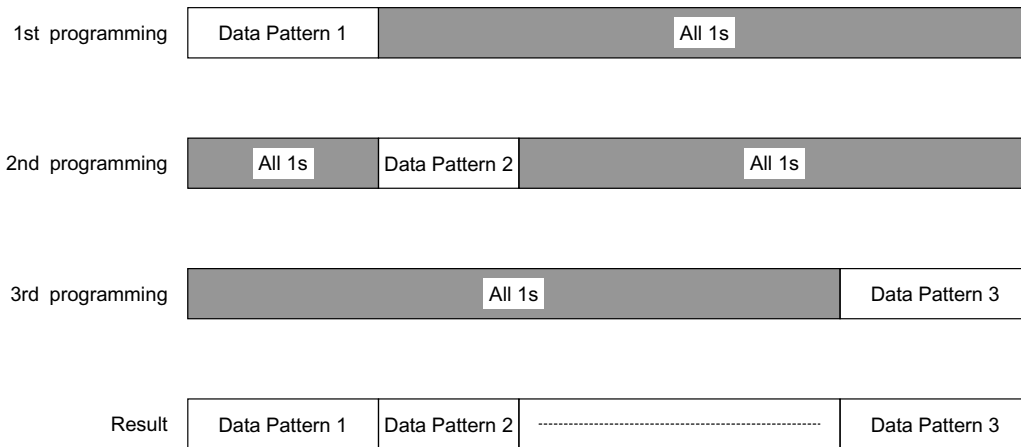 1st programming Data Pattern 1 All 1s
2nd programming All 1s Data Pattern 2 All 1s
3rd programming All 1s Data Pattern 3
Result Data Pattern 1 Data Pattern 2 Data Pattern 3